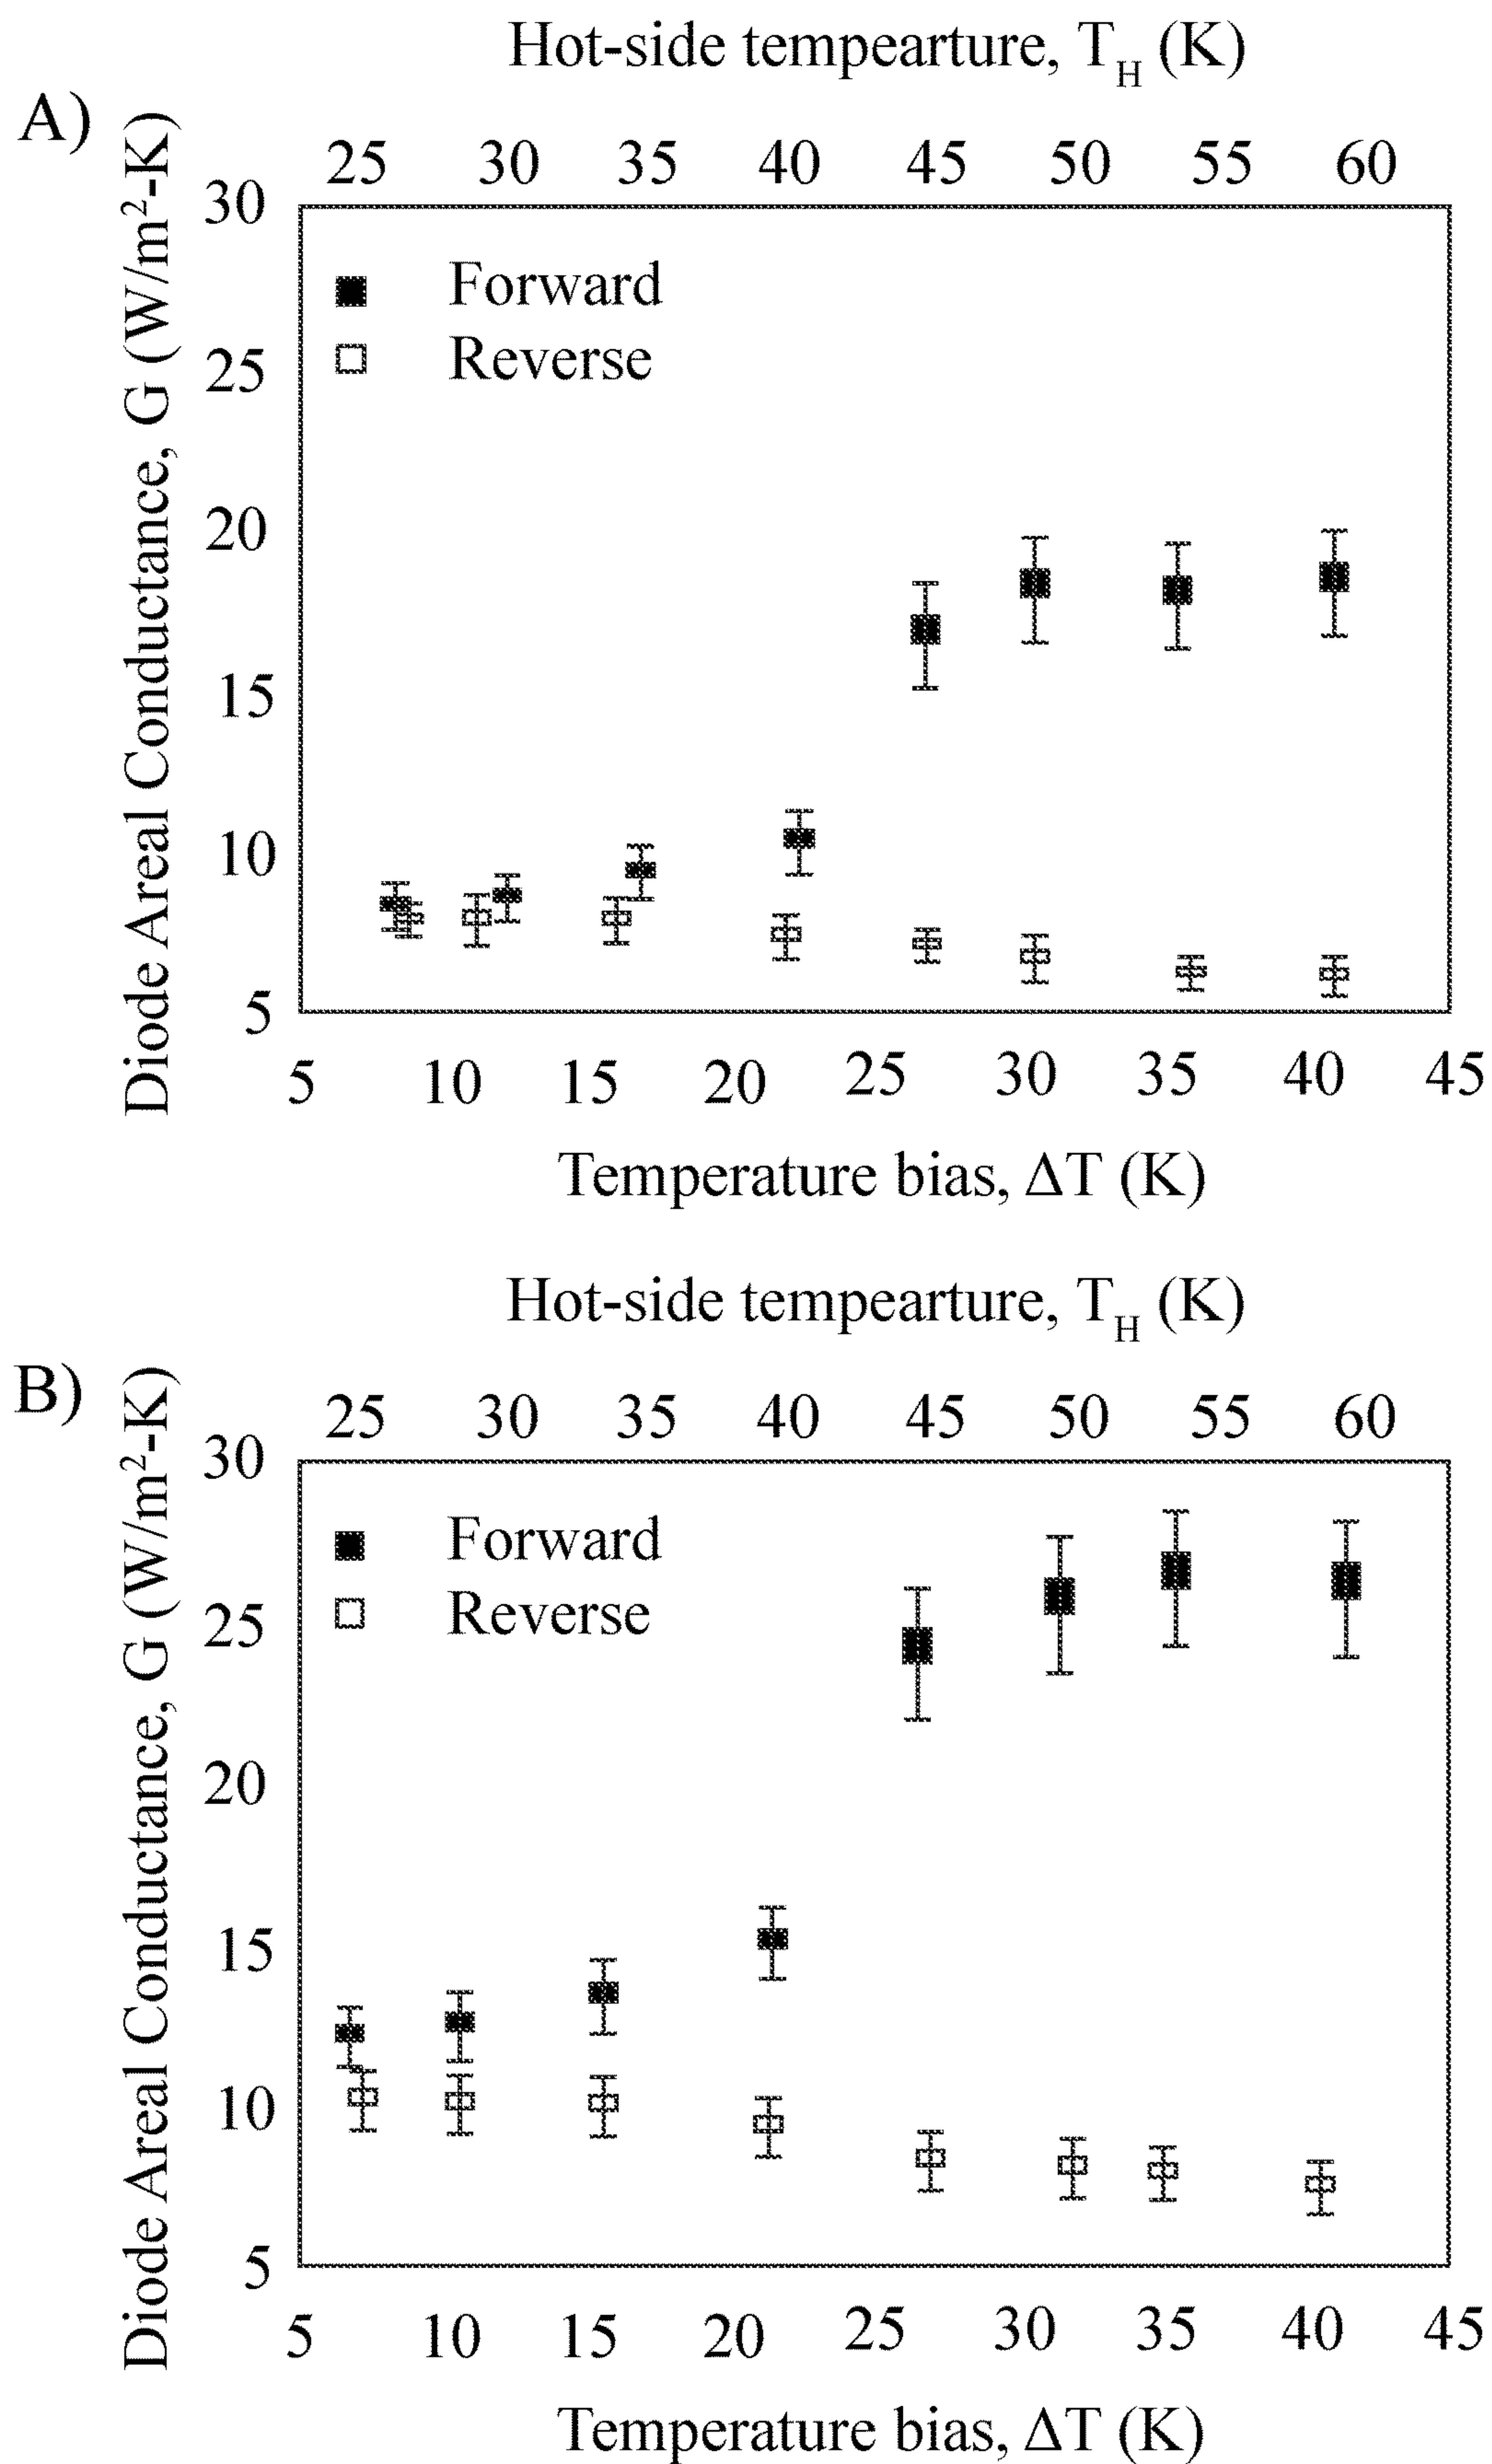 Hot-side tempearture, T_H (K)
A)
25 30 35 40 45 50 55 60
Diode Areal Conductance, G (W/m²-K)
30
Forward
Reverse
25
20
15
10
5
5 10 15 20 25 30 35 40 45
Temperature bias, ΔT (K)
Hot-side tempearture, T_H (K)
B)
25 30 35 40 45 50 55 60
Diode Areal Conductance, G (W/m²-K)
30
Forward
Reverse
25
20
15
10
5
5 10 15 20 25 30 35 40 45
Temperature bias, ΔT (K)